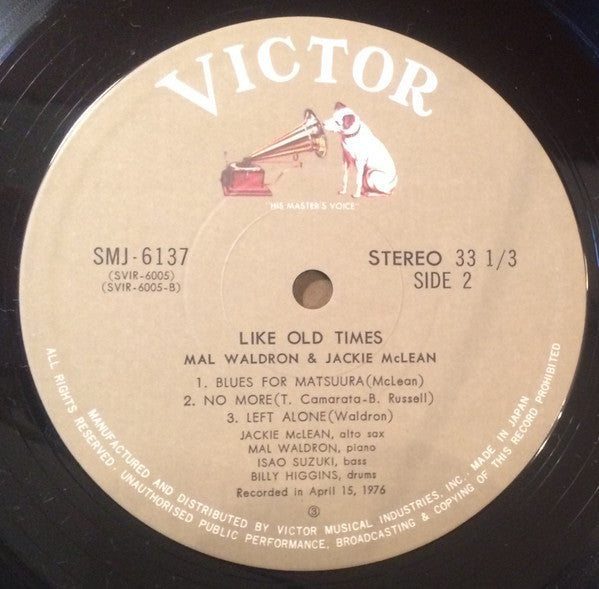 VICTOR
"HIS MASTER'S VOICE"
SMJ-6137
(SVIR-6005)
(SVIR-6005-B)
STEREO 33 1/3
SIDE 2
LIKE OLD TIMES
MAL WALDRON & JACKIE McLEAN
1. BLUES FOR MATSUURA(McLean)
2. NO MORE(T. Camarata-B. Russell)
3. LEFT ALONE(Waldron)
JACKIE McLEAN, alto sax
MAL WALDRON, piano
ISAO SUZUKI, bass
BILLY HIGGINS, drums
Recorded in April 15, 1976
③
MANUFACTURED AND DISTRIBUTED BY VICTOR MUSICAL INDUSTRIES, INC. MADE IN JAPAN
ALL RIGHTS RESERVED. UNAUTHORISED PUBLIC PERFORMANCE, BROADCASTING & COPYING OF THIS RECORD PROHIBITED